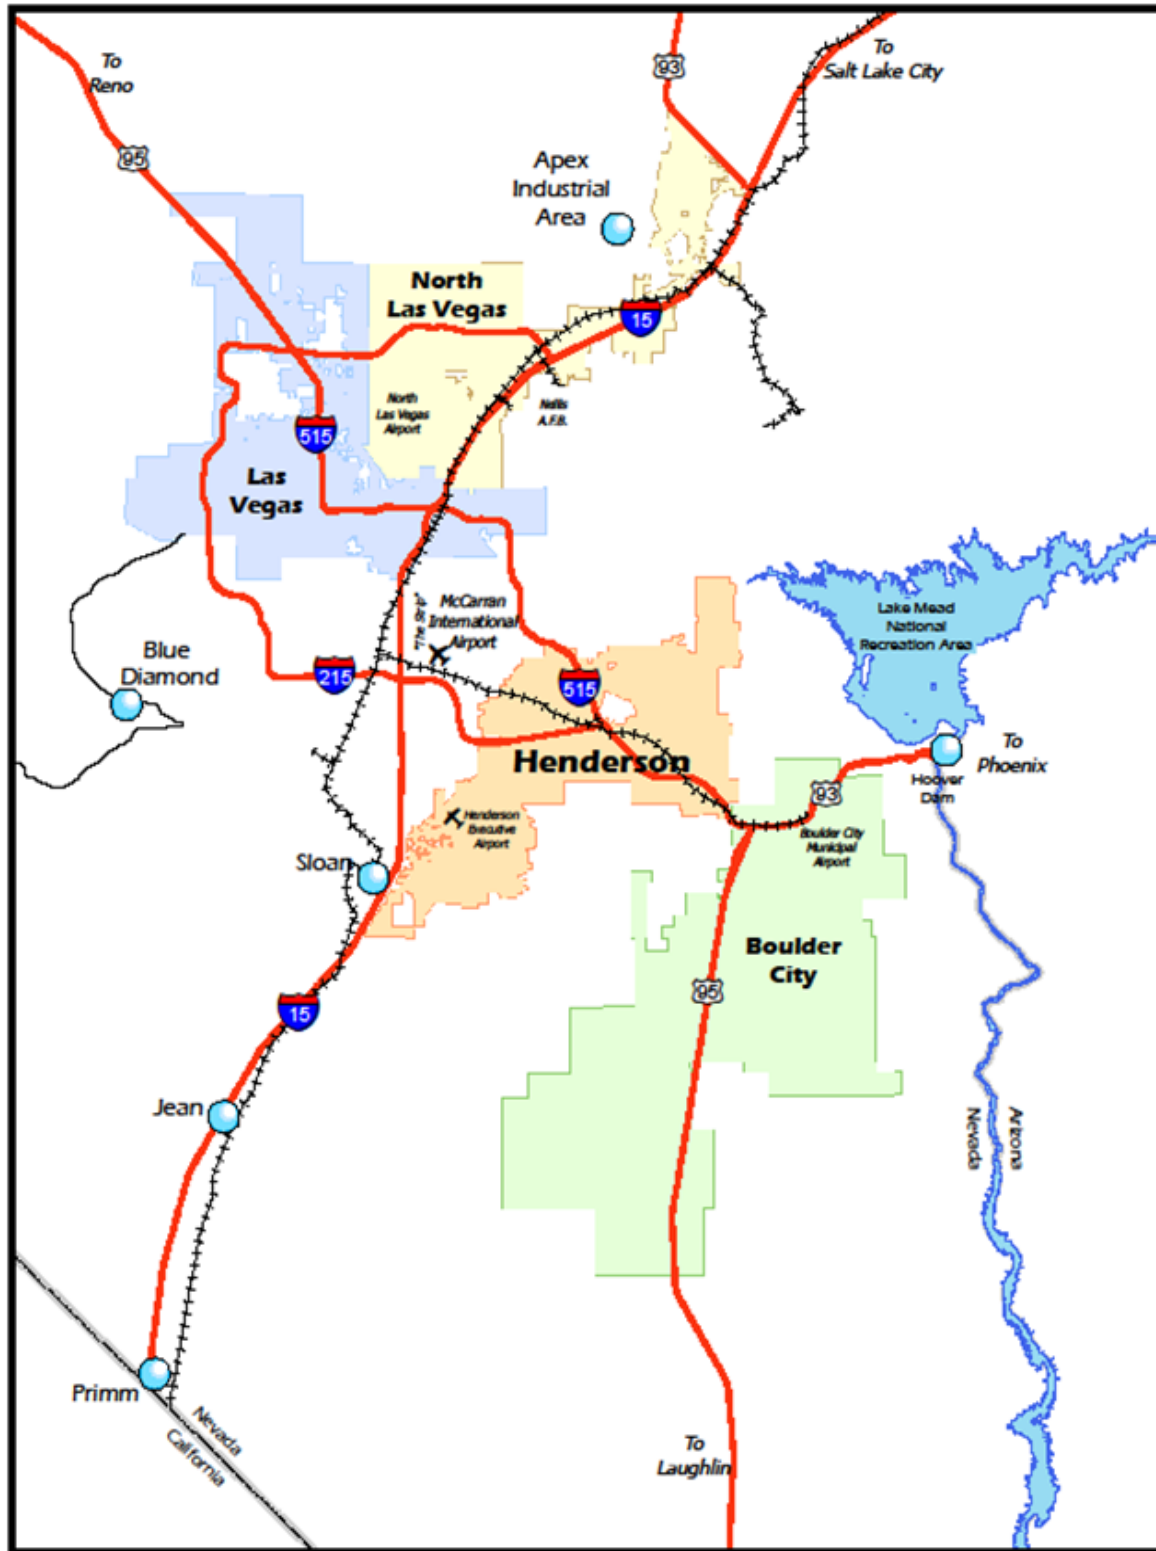 To
Reno
95
93
To
Salt Lake City
Apex
Industrial
Area
North
Las Vegas
15
North
Las Vegas
Airport
Nellis
A.F.B.
515
Las
Vegas
"The Strip"
McCarran
International
Airport
Lake Mead
National
Recreation Area
Blue
Diamond
215
515
Henderson
To
Phoenix
Hoover
Dam
93
Henderson
Executive
Airport
Boulder City
Municipal
Airport
Sloan
Boulder
City
95
15
Jean
Arizona
Nevada
Primm
Nevada
California
To
Laughlin